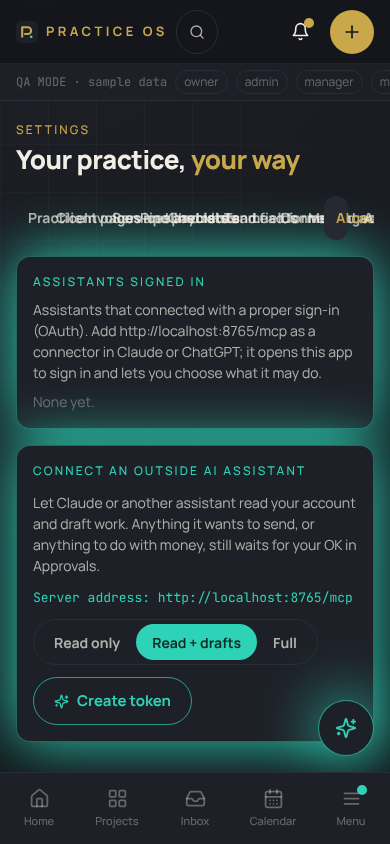 PRACTICE OS
QA MODE · sample data owner admin manager
SETTINGS
Your practice, your way
ASSISTANTS SIGNED IN
Assistants that connected with a proper sign-in
(OAuth). Add http://localhost:8765/mcp as a
connector in Claude or ChatGPT; it opens this app
to sign in and lets you choose what it may do.
None yet.
CONNECT AN OUTSIDE AI ASSISTANT
Let Claude or another assistant read your account
and draft work. Anything it wants to send, or
anything to do with money, still waits for your OK in
Approvals.
Server address: http://localhost:8765/mcp
Read only Read + drafts Full
Create token
Home Projects Inbox Calendar Menu